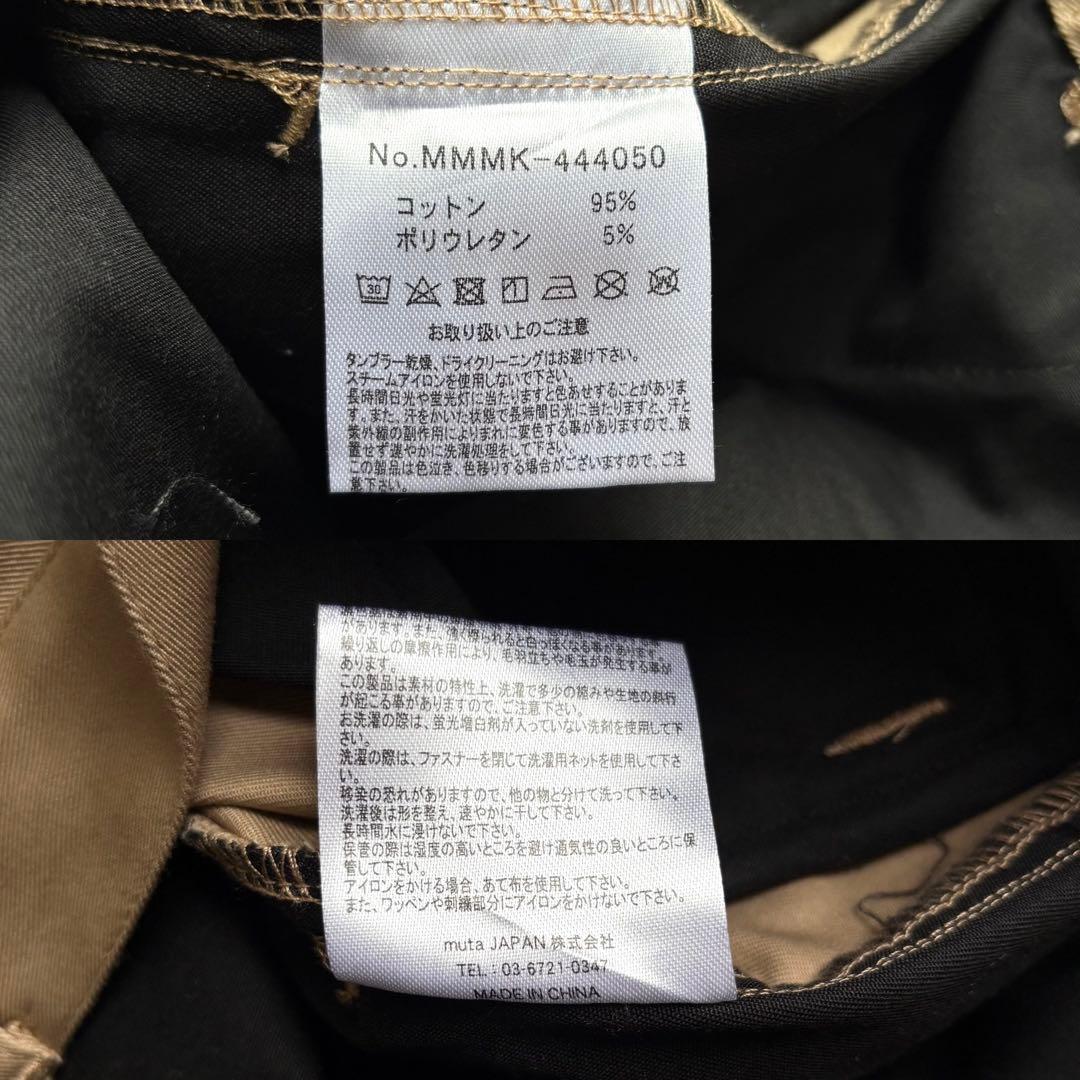 No.MMMK-444050
コットン 95%
ポリウレタン 5%
30
お取り扱い上のご注意
タンブラー乾燥、ドライクリーニングはお避け下さい。
スチームアイロンを使用しないで下さい。
長時間日光や蛍光灯に当たりますと色あせすることがありま
す。また、汗をかいた状態で長時間日光に当たりますと、汗と
紫外線の副作用によりまれに変色する事がありますので、放
置せず速やかに洗濯処理をして下さい。
この製品は色泣き、色移りする場合がございますので、ご注
意下さい。
があります。また、強く擦られると白っぽくなる事があります。
繰り返しの摩擦作用により、毛羽立ちや毛玉が発生する事が
あります。
この製品は素材の特性上、洗濯で多少の縮みや生地の斜行
が起こる事がありますので、ご注意下さい。
お洗濯の際は、蛍光増白剤が入っていない洗剤を使用して下
さい。
洗濯の際は、ファスナーを閉じて洗濯用ネットを使用して下さ
い。
移染の恐れがありますので、他の物と分けて洗って下さい。
洗濯後は形を整え、速やかに干して下さい。
長時間水に浸けないで下さい。
保管の際は湿度の高いところを避け通気性の良いところに保
管して下さい。
アイロンをかける場合、あて布を使用して下さい。
また、ワッペンや刺繍部分にアイロンをかけないで下さい。
muta JAPAN 株式会社
TEL：03-6721-0347
MADE IN CHINA